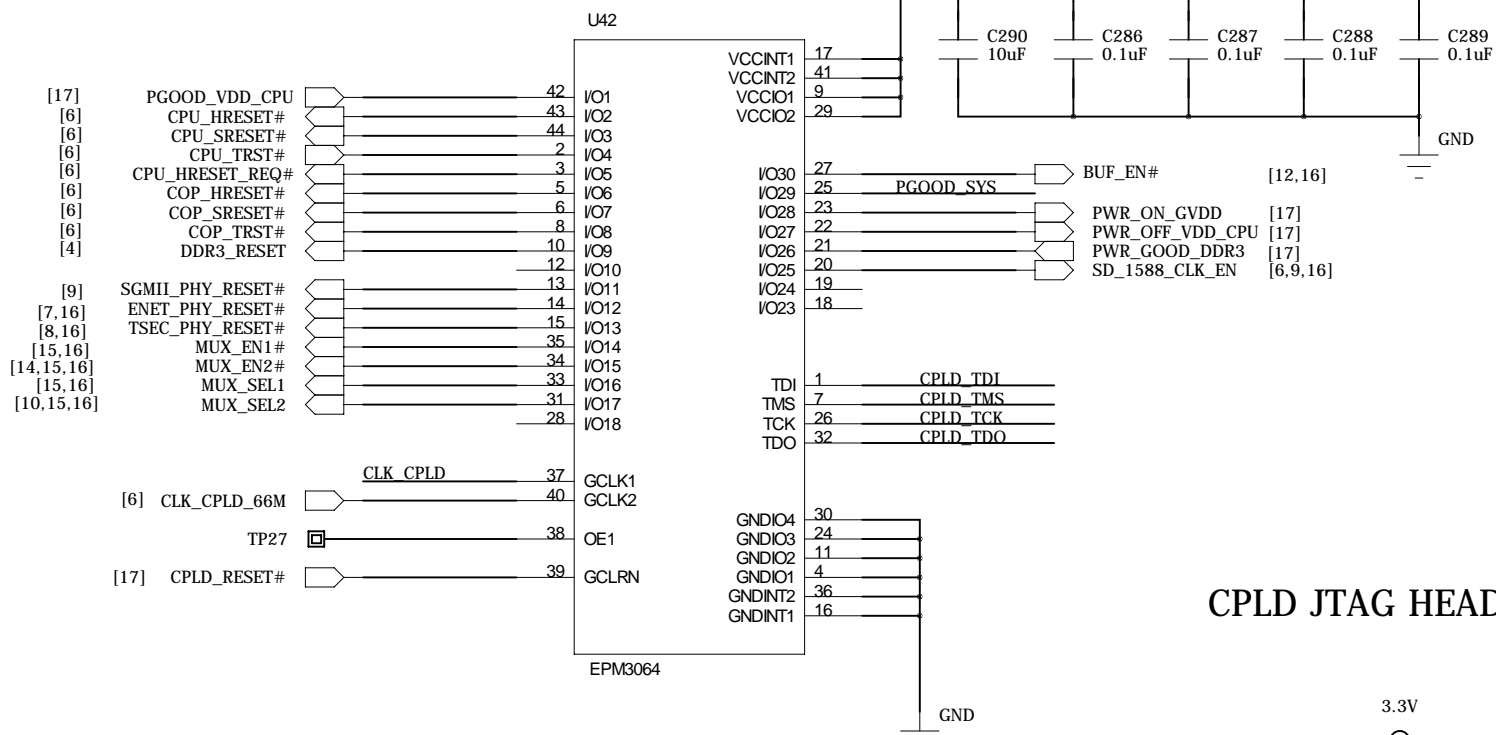 U42
C290 C286 C287 C288 C289
10uF 0.1uF 0.1uF 0.1uF 0.1uF
GND
VCCINT1 17
VCCINT2 41
VCCIO1 9
VCCIO2 29
[17] PGOOD_VDD_CPU 42 I/O1
[6] CPU_HRESET# 43 I/O2
[6] CPU_SRESET# 44 I/O3
[6] CPU_TRST# 2 I/O4
[6] CPU_HRESET_REQ# 3 I/O5
[6] COP_HRESET# 5 I/O6
[6] COP_SRESET# 6 I/O7
[6] COP_TRST# 8 I/O8
[4] DDR3_RESET 10 I/O9
12 I/O10
[9] SGMII_PHY_RESET# 13 I/O11
[7,16] ENET_PHY_RESET# 14 I/O12
[8,16] TSEC_PHY_RESET# 15 I/O13
[15,16] MUX_EN1# 35 I/O14
[14,15,16] MUX_EN2# 34 I/O15
[15,16] MUX_SEL1 33 I/O16
[10,15,16] MUX_SEL2 31 I/O17
28 I/O18
CLK_CPLD 37 GCLK1
[6] CLK_CPLD_66M 40 GCLK2
TP27 38 OE1
[17] CPLD_RESET# 39 GCLRN
I/O30 27 BUF_EN# [12,16]
I/O29 25 PGOOD_SYS
I/O28 23 PWR_ON_GVDD [17]
I/O27 22 PWR_OFF_VDD_CPU [17]
I/O26 21 PWR_GOOD_DDR3 [17]
I/O25 20 SD_1588_CLK_EN [6,9,16]
I/O24 19
I/O23 18
TDI 1 CPLD_TDI
TMS 7 CPLD_TMS
TCK 26 CPLD_TCK
TDO 32 CPLD_TDO
GNDIO4 30
GNDIO3 24
GNDIO2 11
GNDIO1 4
GNDINT2 36
GNDINT1 16
EPM3064
GND
CPLD JTAG HEAD
3.3V